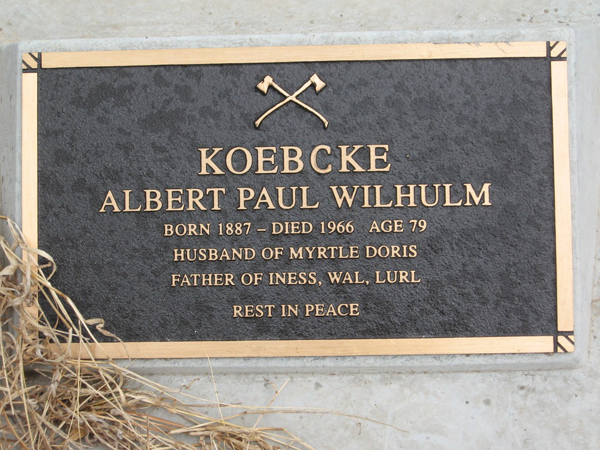 KOEBCKE
ALBERT PAUL WILHULM
BORN 1887 – DIED 1966 AGE 79
HUSBAND OF MYRTLE DORIS
FATHER OF INESS, WAL, LURL
REST IN PEACE